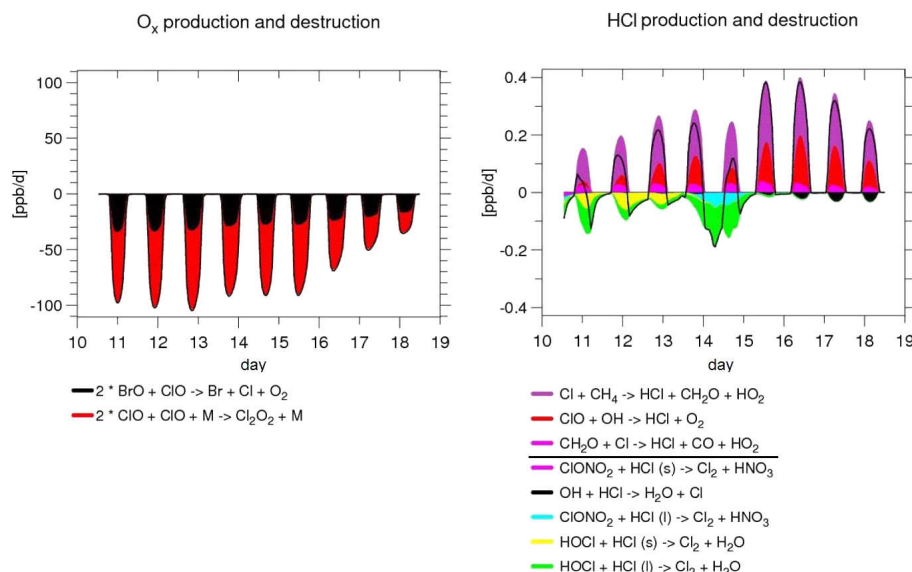 Oₓ production and destruction
HCl production and destruction
[ppb/d]
100
50
0
-50
-100
10 11 12 13 14 15 16 17 18 19
day
2 * BrO + ClO -> Br + Cl + O₂
2 * ClO + ClO + M -> Cl₂O₂ + M
[ppb/d]
0.4
0.2
0
-0.2
-0.4
10 11 12 13 14 15 16 17 18 19
day
Cl + CH₄ -> HCl + CH₂O + HO₂
ClO + OH -> HCl + O₂
CH₂O + Cl -> HCl + CO + HO₂
ClONO₂ + HCl (s) -> Cl₂ + HNO₃
OH + HCl -> H₂O + Cl
ClONO₂ + HCl (l) -> Cl₂ + HNO₃
HOCl + HCl (s) -> Cl₂ + H₂O
HOCl + HCl (l) -> Cl₂ + H₂O